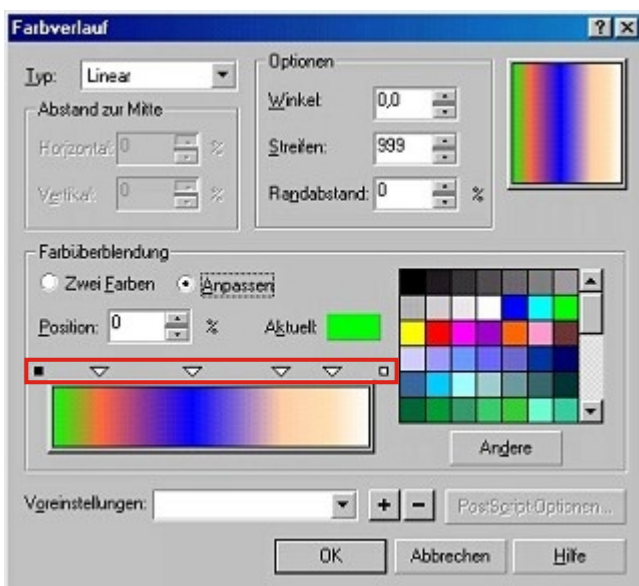 Farbverlauf
Typ: Linear
Abstand zur Mitte
Horizontal: 0 %
Vertikal: 0 %
Optionen
Winkel: 0,0
Streifen: 999
Randabstand: 0 %
Farbüberblendung
Zwei Farben Anpassen
Position: 0 % Aktuell:
Andere
Voreinstellungen: + − PostScript-Optionen...
OK Abbrechen Hilfe